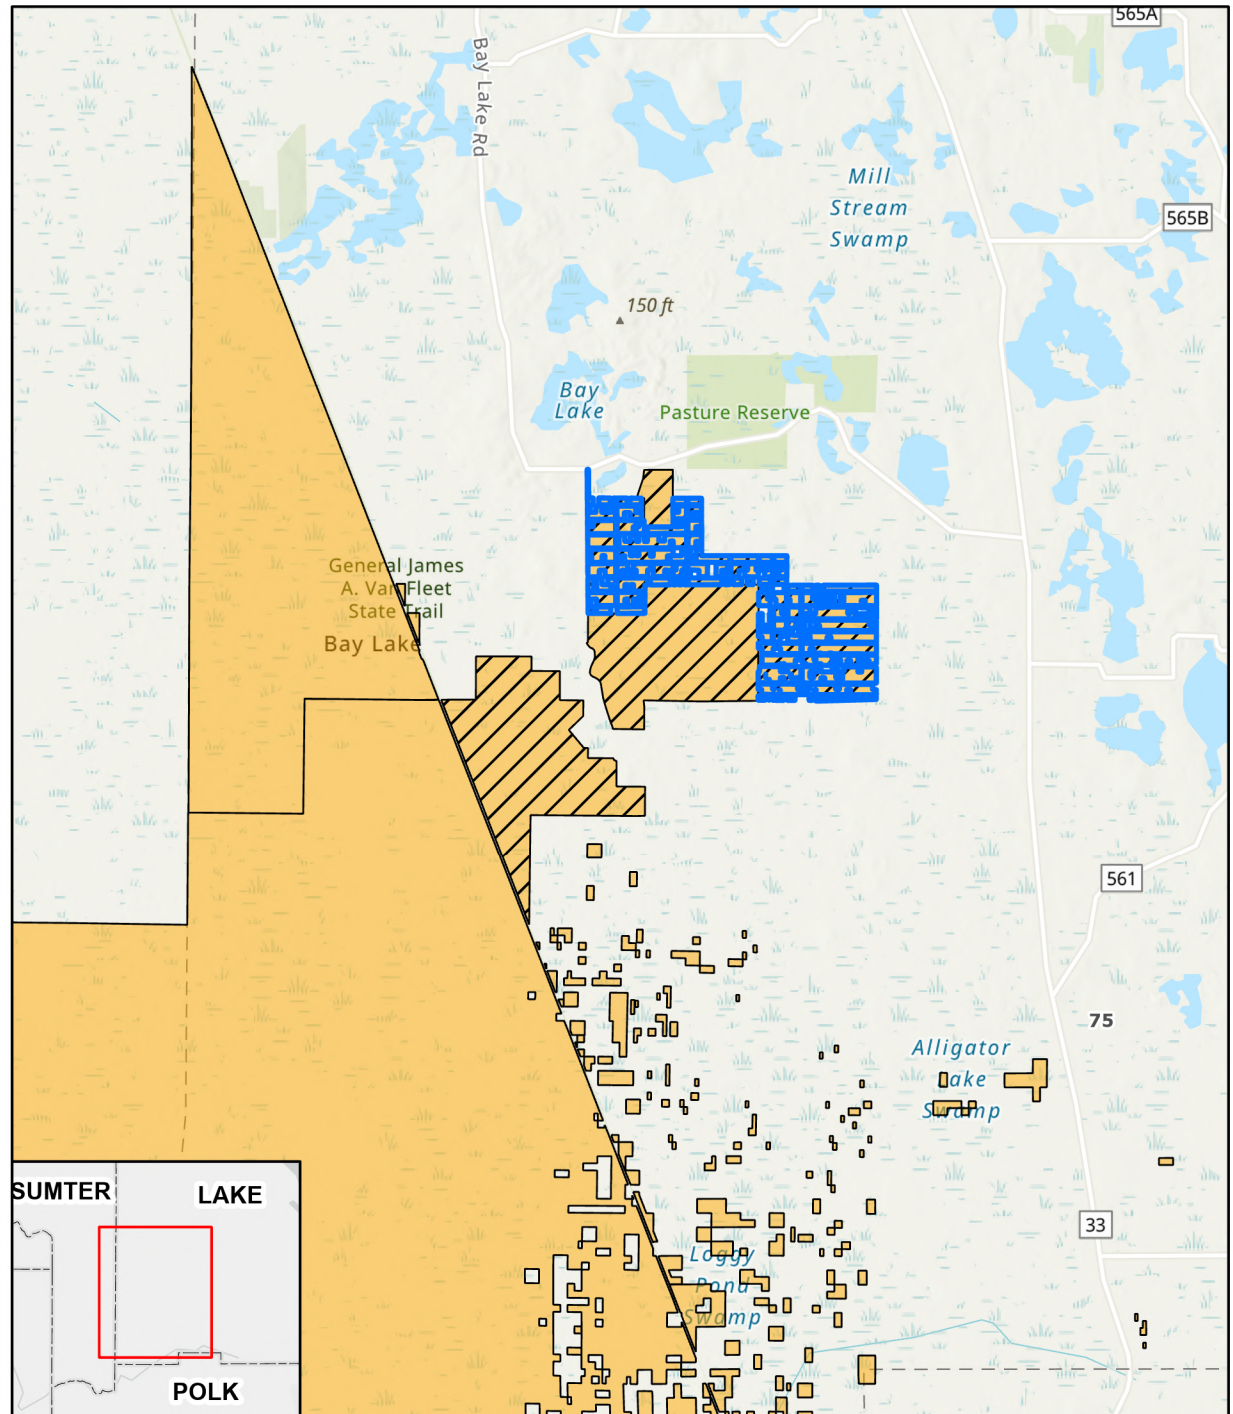 565A
Bay Lake Rd
Mill
Stream
Swamp
565B
150 ft
Bay
Lake
Pasture Reserve
General James
A. Van Fleet
State Trail
Bay Lake
561
75
Alligator
Lake
Swamp
33
Loggy
Pond
Swamp
SUMTER
LAKE
POLK